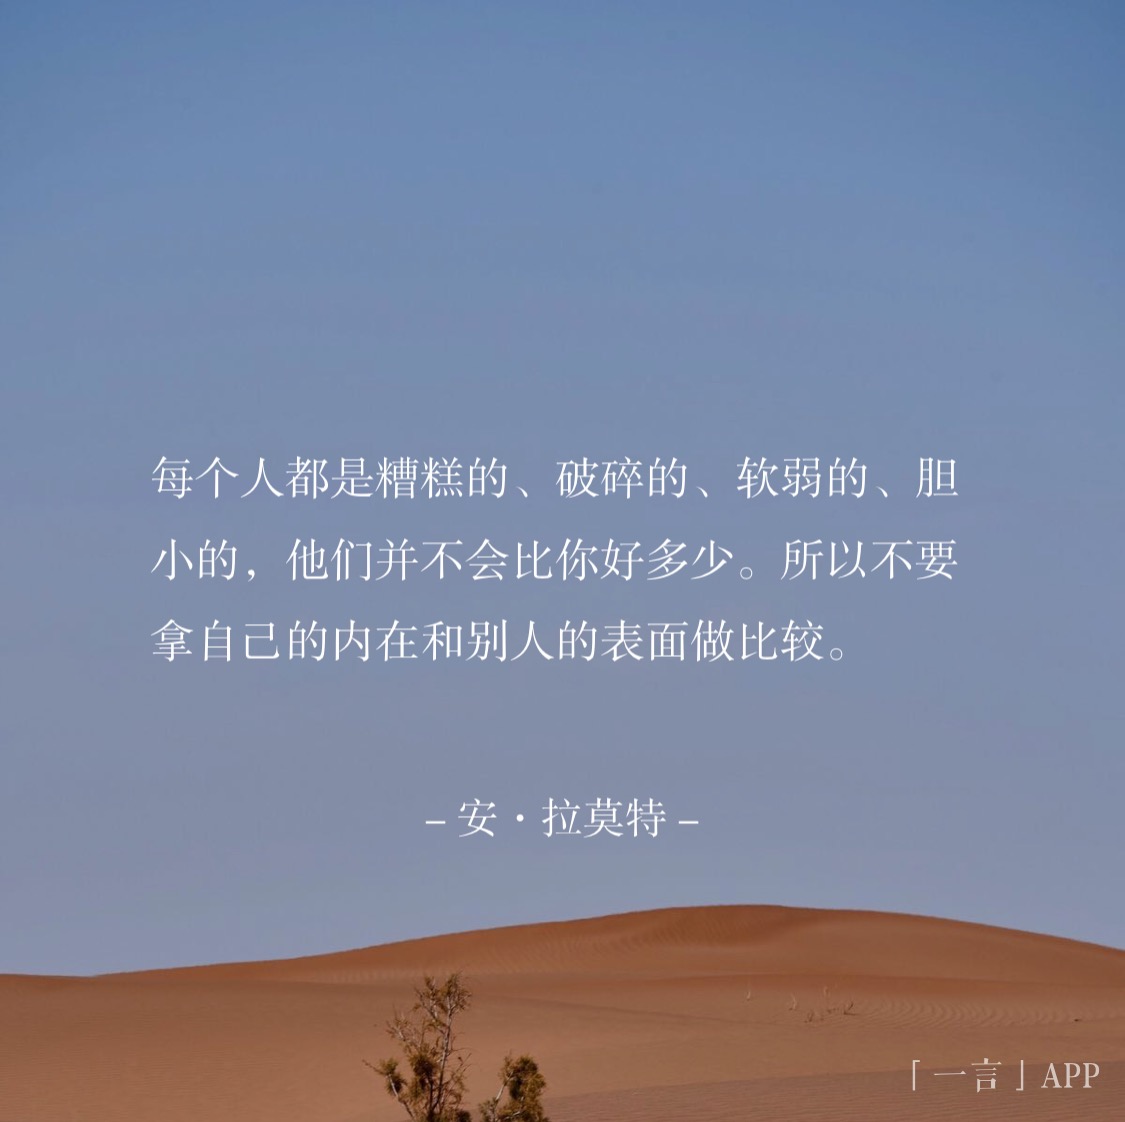 每个人都是糟糕的、破碎的、软弱的、胆
小的，他们并不会比你好多少。所以不要
拿自己的内在和别人的表面做比较。
– 安・拉莫特 –
「一言」APP